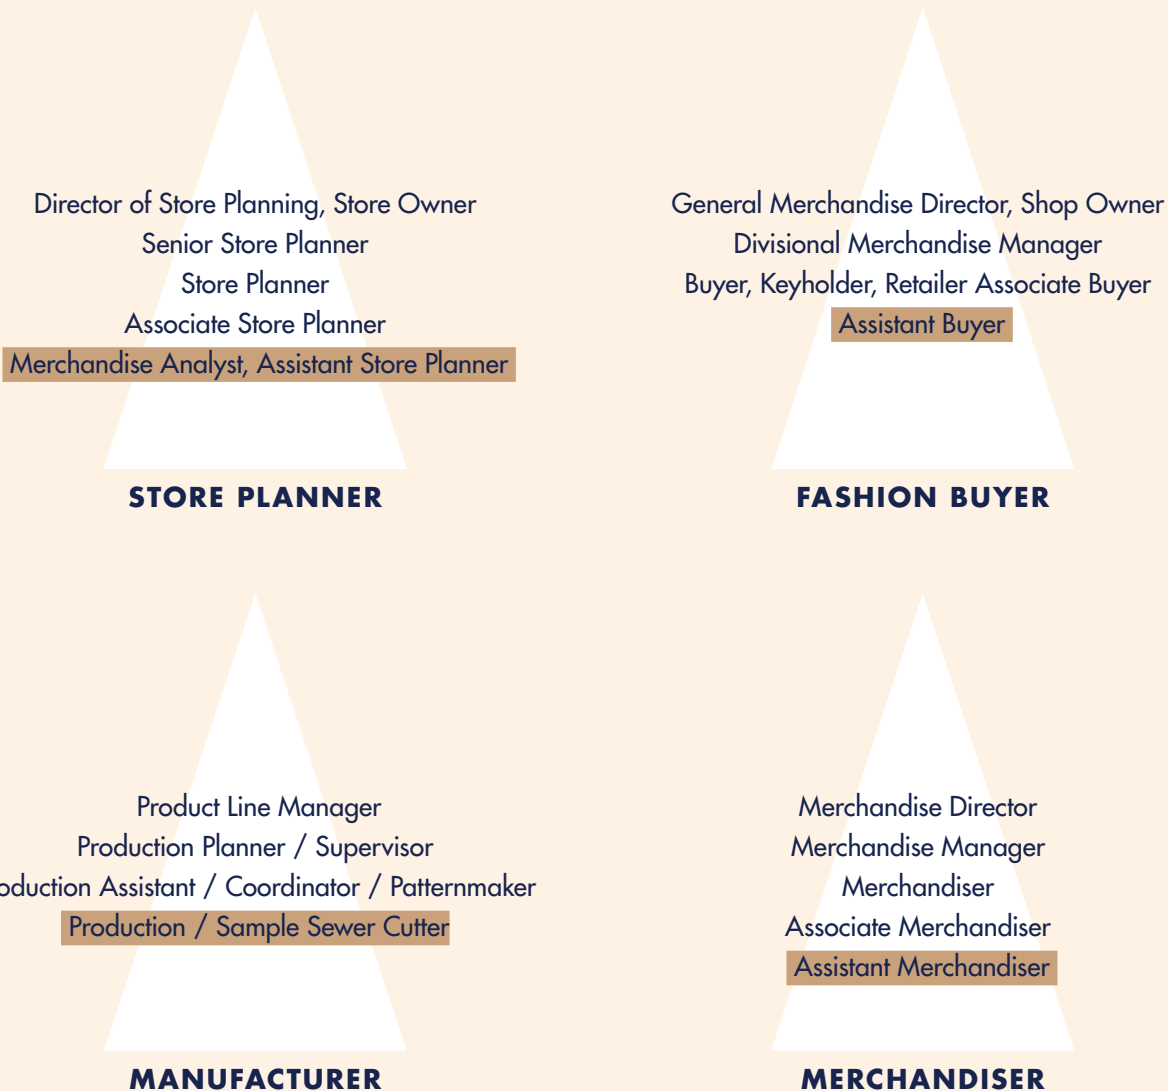 Director of Store Planning, Store Owner
Senior Store Planner
Store Planner
Associate Store Planner
Merchandise Analyst, Assistant Store Planner
STORE PLANNER
General Merchandise Director, Shop Owner
Divisional Merchandise Manager
Buyer, Keyholder, Retailer Associate Buyer
Assistant Buyer
FASHION BUYER
Product Line Manager
Production Planner / Supervisor
oduction Assistant / Coordinator / Patternmaker
Production / Sample Sewer Cutter
MANUFACTURER
Merchandise Director
Merchandise Manager
Merchandiser
Associate Merchandiser
Assistant Merchandiser
MERCHANDISER